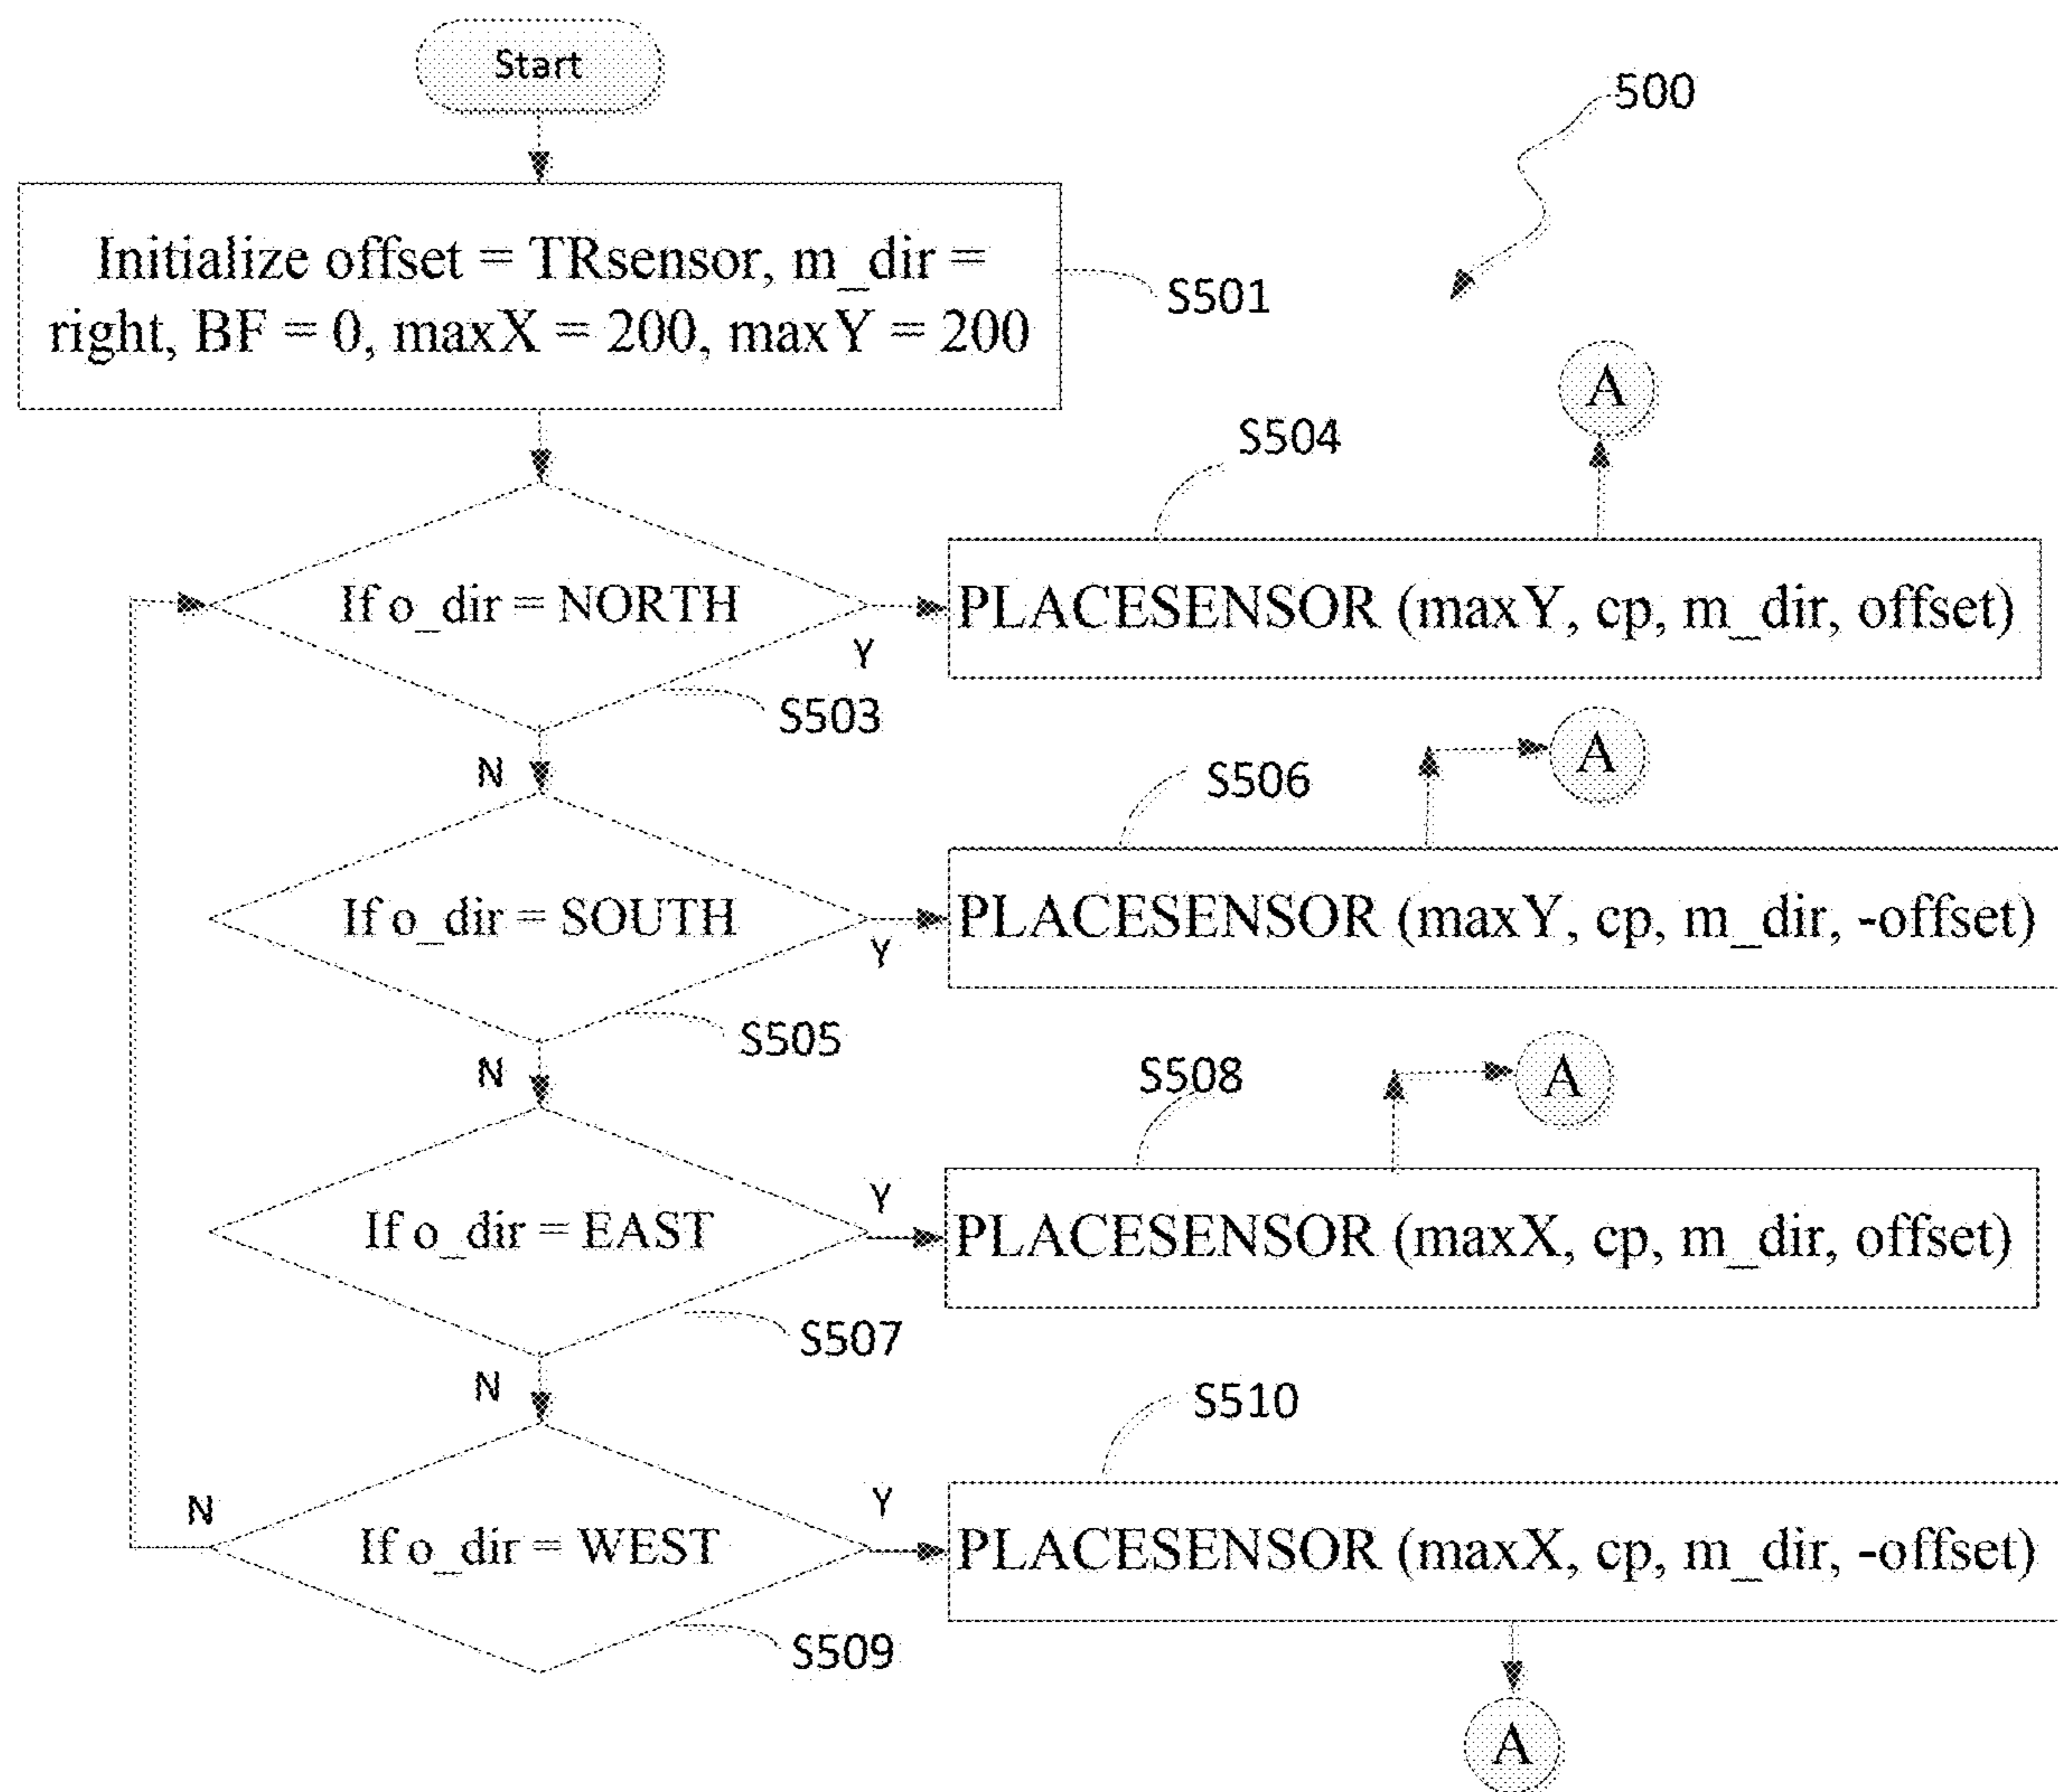 Start
500
Initialize offset = TRsensor, m_dir =
right, BF = 0, maxX = 200, maxY = 200
S501
A
S504
If o_dir = NORTH
Y
PLACESENSOR (maxY, cp, m_dir, offset)
S503
N
A
S506
If o_dir = SOUTH
Y
PLACESENSOR (maxY, cp, m_dir, -offset)
S505
N
A
S508
If o_dir = EAST
Y
PLACESENSOR (maxX, cp, m_dir, offset)
S507
N
S510
N
If o_dir = WEST
Y
PLACESENSOR (maxX, cp, m_dir, -offset)
S509
A